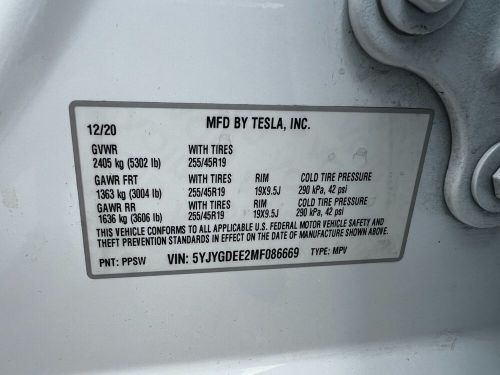 12/20 MFD BY TESLA, INC.
GVWR WITH TIRES
2405 kg (5302 lb) 255/45R19
GAWR FRT WITH TIRES RIM COLD TIRE PRESSURE
1363 kg (3004 lb) 255/45R19 19X9.5J 290 kPa, 42 psi
GAWR RR WITH TIRES RIM COLD TIRE PRESSURE
1636 kg (3606 lb) 255/45R19 19X9.5J 290 kPa, 42 psi
THIS VEHICLE CONFORMS TO ALL APPLICABLE U.S. FEDERAL MOTOR VEHICLE SAFETY AND
THEFT PREVENTION STANDARDS IN EFFECT ON THE DATE OF MANUFACTURE SHOWN ABOVE.
PNT: PPSW VIN: 5YJYGDEE2MF086669 TYPE: MPV